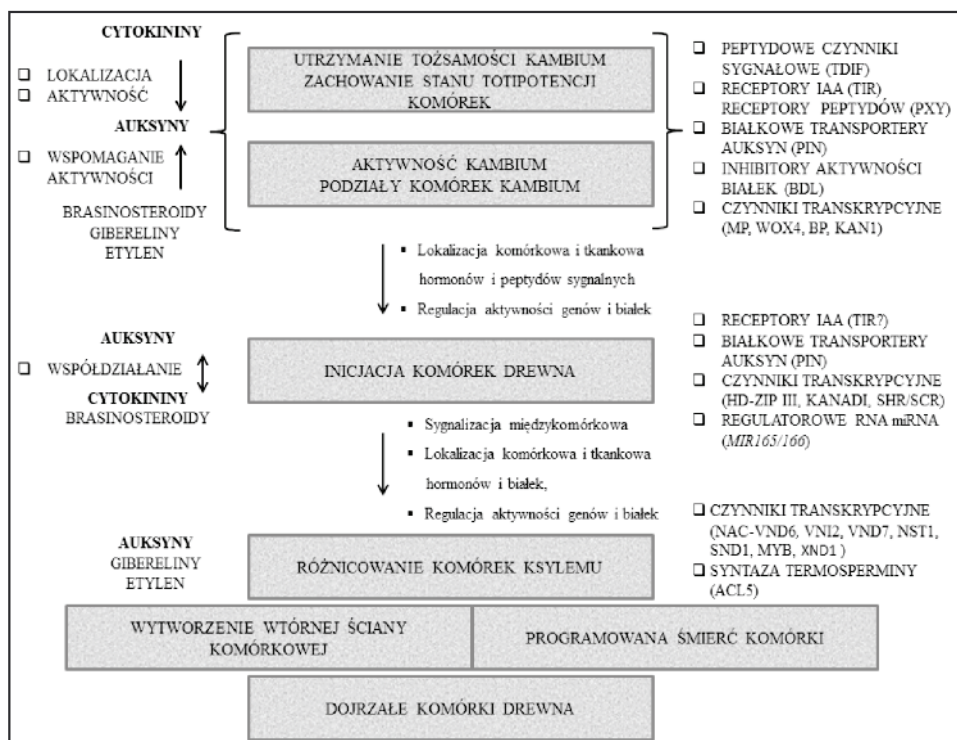 CYTOKININY
❑ LOKALIZACJA
❑ AKTYWNOŚĆ
AUKSYNY
❑ WSPOMAGANIE
AKTYWNOŚCI
BRASINOSTEROIDY
GIBERELINY
ETYLEN
UTRZYMANIE TOŻSAMOŚCI KAMBIUM
ZACHOWANIE STANU TOTIPOTENCJI
KOMÓREK
AKTYWNOŚĆ KAMBIUM
PODZIAŁY KOMÓREK KAMBIUM
❑ PEPTYDOWE CZYNNIKI
SYGNAŁOWE (TDIF)
❑ RECEPTORY IAA (TIR)
RECEPTORY PEPTYDÓW (PXY)
❑ BIAŁKOWE TRANSPORTERY
AUKSYN (PIN)
❑ INHIBITORY AKTYWNOŚCI
BIAŁEK (BDL)
❑ CZYNNIKI TRANSKRYPCYJNE
(MP, WOX4, BP, KAN1)
▪ Lokalizacja komórkowa i tkankowa
hormonów i peptydów sygnalnych
▪ Regulacja aktywności genów i białek
AUKSYNY
❑ WSPÓŁDZIAŁANIE
CYTOKININY
BRASINOSTEROIDY
INICJACJA KOMÓREK DREWNA
❑ RECEPTORY IAA (TIR?)
❑ BIAŁKOWE TRANSPORTERY
AUKSYN (PIN)
❑ CZYNNIKI TRANSKRYPCYJNE
(HD-ZIP III, KANADI, SHR/SCR)
❑ REGULATOROWE RNA miRNA
(MIR165/166)
▪ Sygnalizacja międzykomórkowa
▪ Lokalizacja komórkowa i tkankowa
hormonów i białek,
▪ Regulacja aktywności genów i białek
AUKSYNY
GIBERELINY
ETYLEN
RÓŻNICOWANIE KOMÓREK KSYLEMU
❑ CZYNNIKI TRANSKRYPCYJNE
(NAC-VND6, VNI2, VND7, NST1,
SND1, MYB, XND1 )
❑ SYNTAZA TERMOSPERMINY
(ACL5)
WYTWORZENIE WTÓRNEJ ŚCIANY
KOMÓRKOWEJ
PROGRAMOWANA ŚMIERĆ KOMÓRKI
DOJRZAŁE KOMÓRKI DREWNA